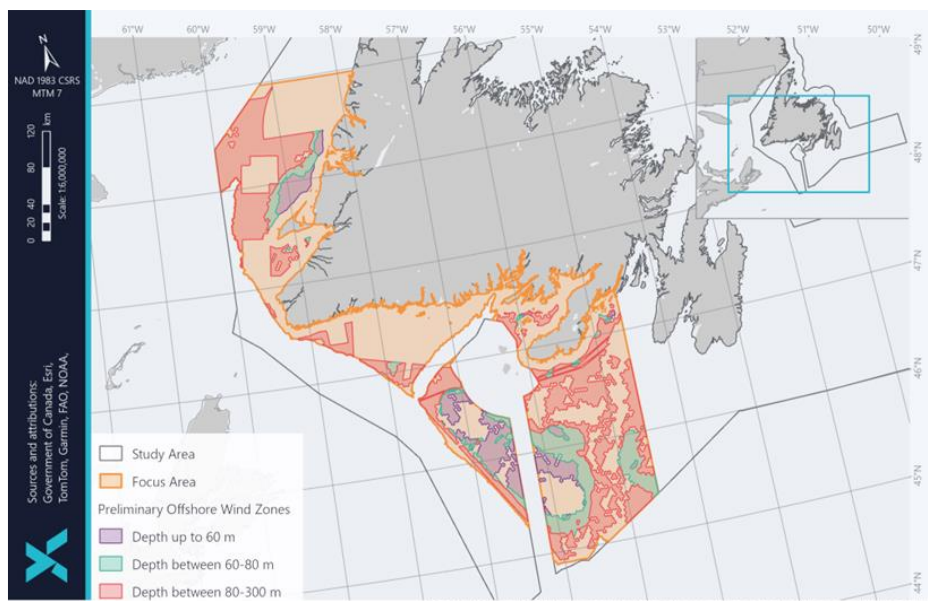 61°W
60°W
59°W
58°W
57°W
56°W
55°W
54°W
53°W
52°W
51°W
50°W
49°N
48°N
47°N
46°N
45°N
44°N
N
NAD 1983 CSRS
MTM 7
0 20 40 80 120
km
Scale: 1:6,000,000
Sources and attributions:
Government of Canada, Esri,
TomTom, Garmin, FAO, NOAA,
Study Area
Focus Area
Preliminary Offshore Wind Zones
Depth up to 60 m
Depth between 60-80 m
Depth between 80-300 m